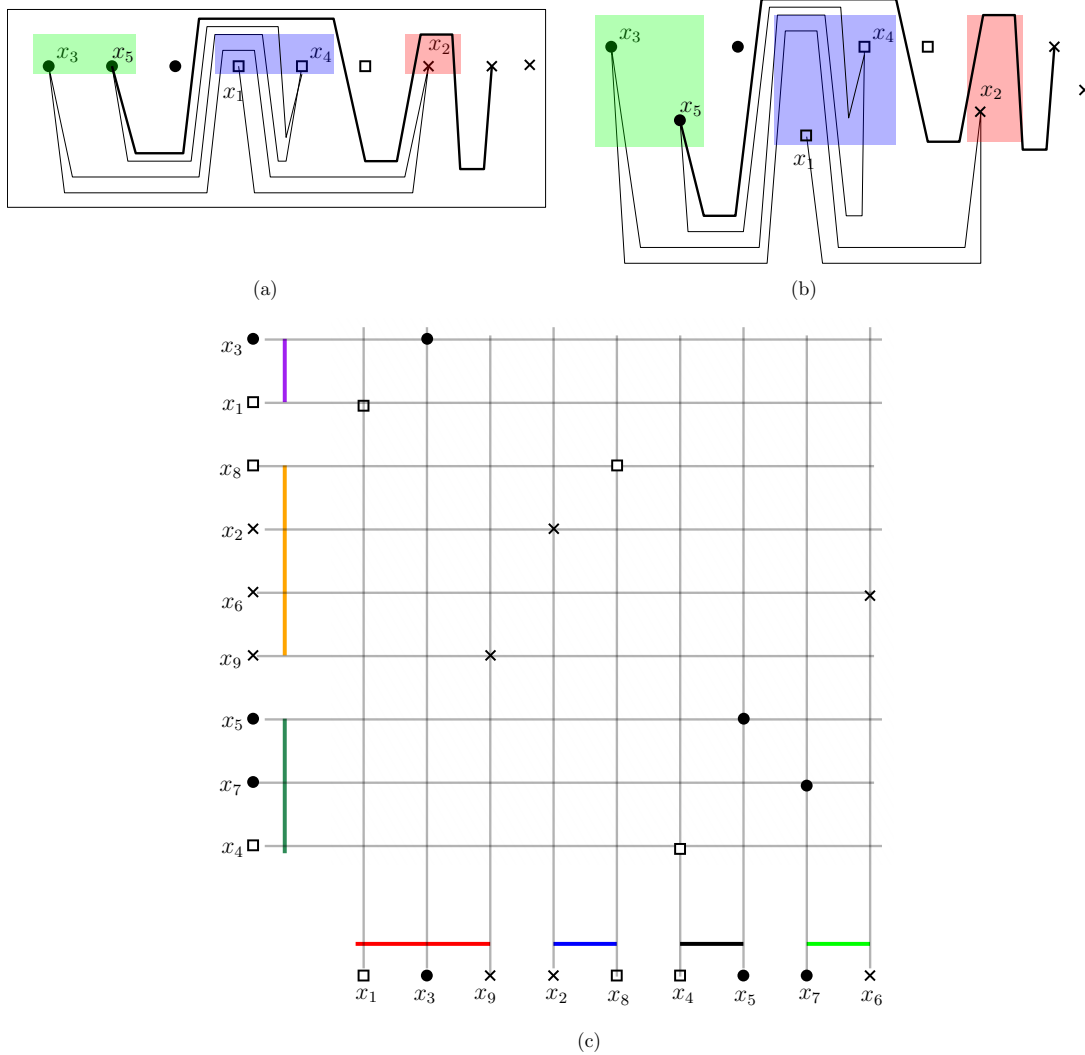 x₃ x₅ x₄ x₂
x₁
(a)
x₃ x₄
x₅ x₂
x₁
(b)
x₃
x₁
x₈
x₂
x₆
x₉
x₅
x₇
x₄
x₁ x₃ x₉ x₂ x₈ x₄ x₅ x₇ x₆
(c)